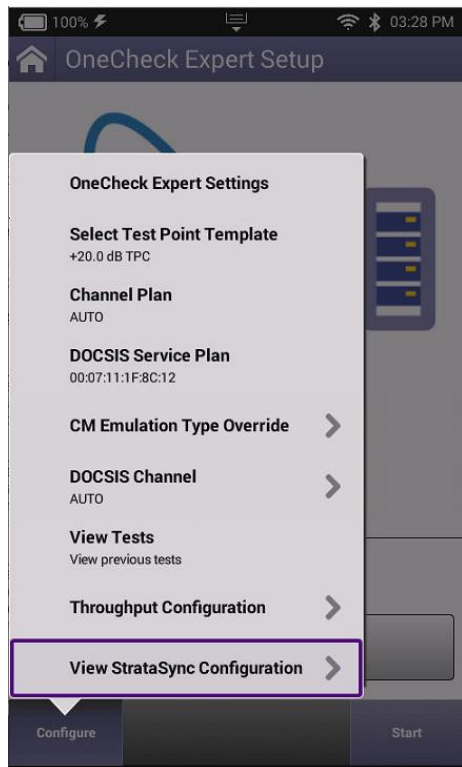 100% 03:28 PM
OneCheck Expert Setup
OneCheck Expert Settings
Select Test Point Template
+20.0 dB TPC
Channel Plan
AUTO
DOCSIS Service Plan
00:07:11:1F:8C:12
CM Emulation Type Override
DOCSIS Channel
AUTO
View Tests
View previous tests
Throughput Configuration
View StrataSync Configuration
Configure Start